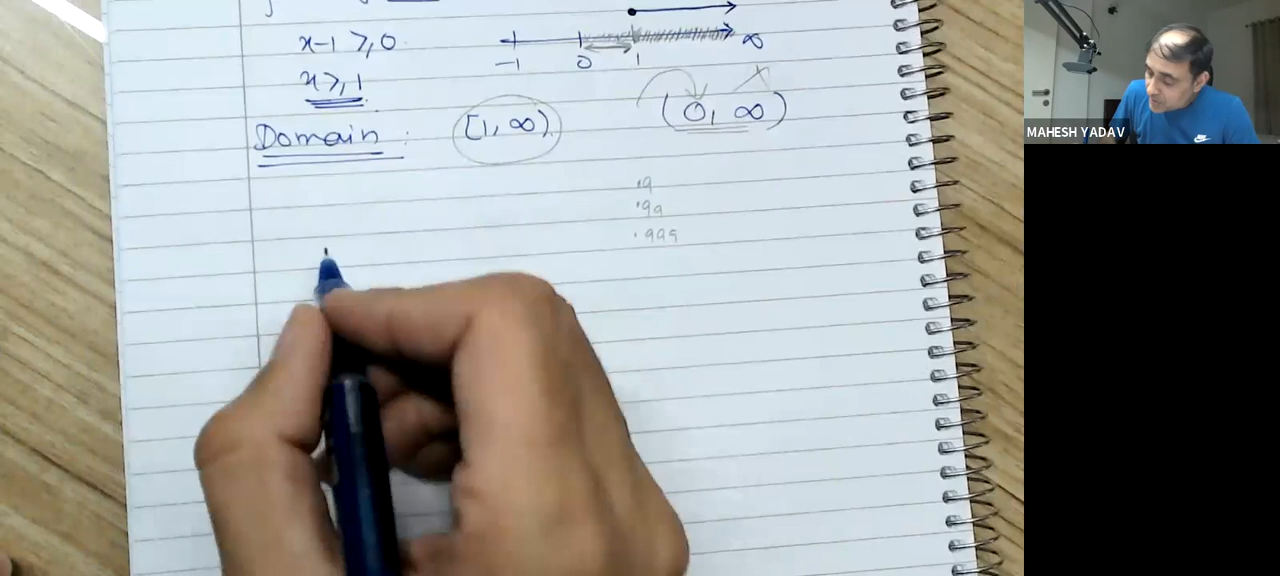 x-1 ⩾ 0
-1 0 1 ∞
x ⩾ 1
(0, ∞)
Domain : [1, ∞)
.9
.99
.999
MAHESH YADAV